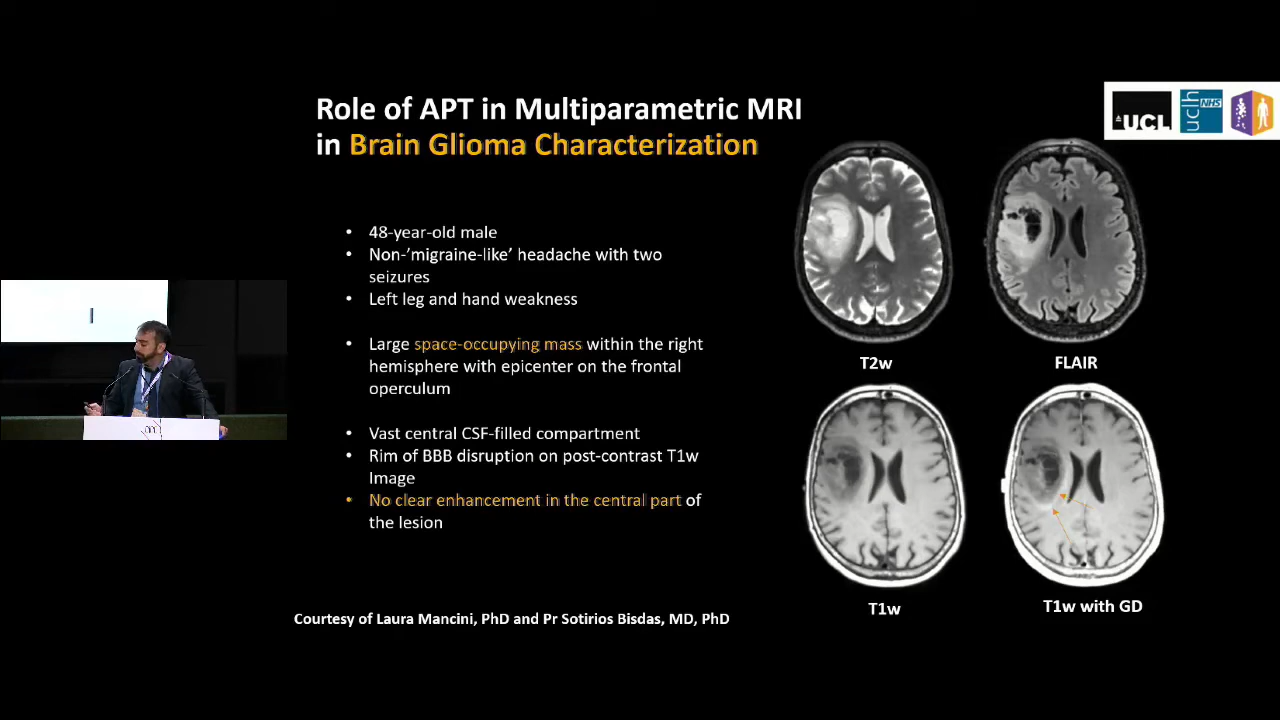 Role of APT in Multiparametric MRI
in Brain Glioma Characterization
UCL
uclh
NHS
• 48-year-old male
• Non-’migraine-like’ headache with two
seizures
• Left leg and hand weakness
• Large space-occupying mass within the right
hemisphere with epicenter on the frontal
operculum
• Vast central CSF-filled compartment
• Rim of BBB disruption on post-contrast T1w
Image
• No clear enhancement in the central part of
the lesion
T2w
FLAIR
T1w
T1w with GD
Courtesy of Laura Mancini, PhD and Pr Sotirios Bisdas, MD, PhD